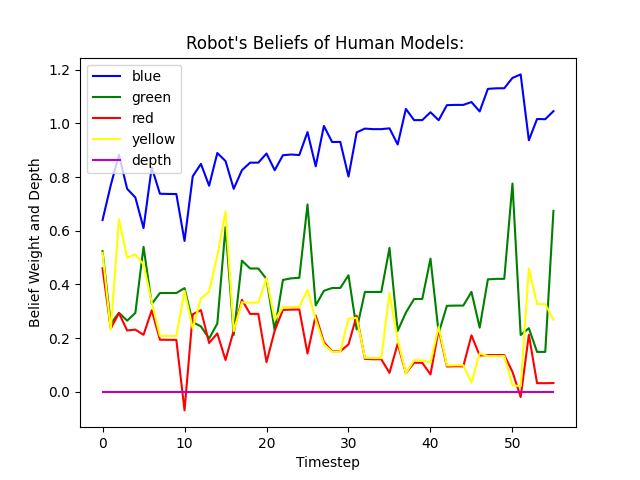 Robot's Beliefs of Human Models:
blue
green
red
yellow
depth
Belief Weight and Depth
1.2
1.0
0.8
0.6
0.4
0.2
0.0
0 10 20 30 40 50
Timestep